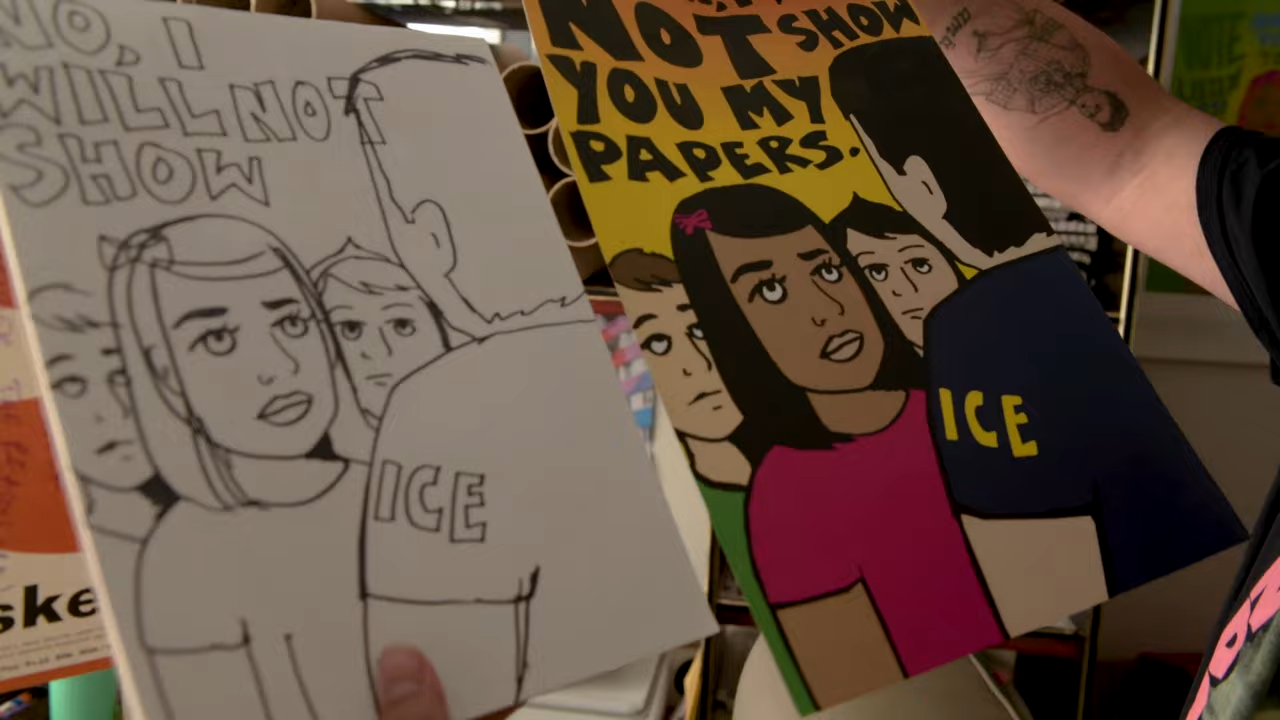 NO, I
WILL NOT
SHOW
ICE
NOT SHOW
YOU MY
PAPERS.
ICE
ske